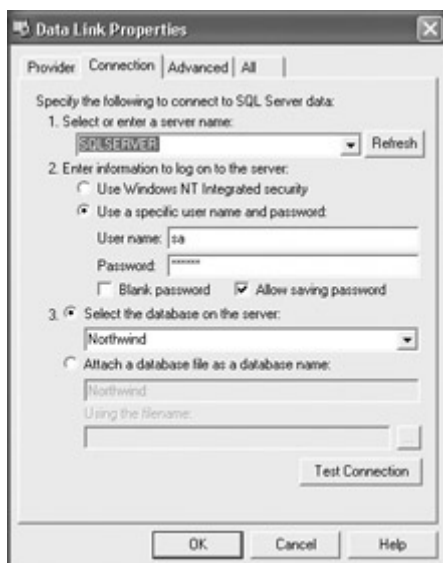 Data Link Properties
Provider Connection Advanced All
Specify the following to connect to SQL Server data:
1. Select or enter a server name:
SQLSERVER Refresh
2. Enter information to log on to the server:
Use Windows NT Integrated security
Use a specific user name and password:
User name: sa
Password: ******
Blank password Allow saving password
3. Select the database on the server:
Northwind
Attach a database file as a database name:
Northwind
Using the filename:
...
Test Connection
OK Cancel Help